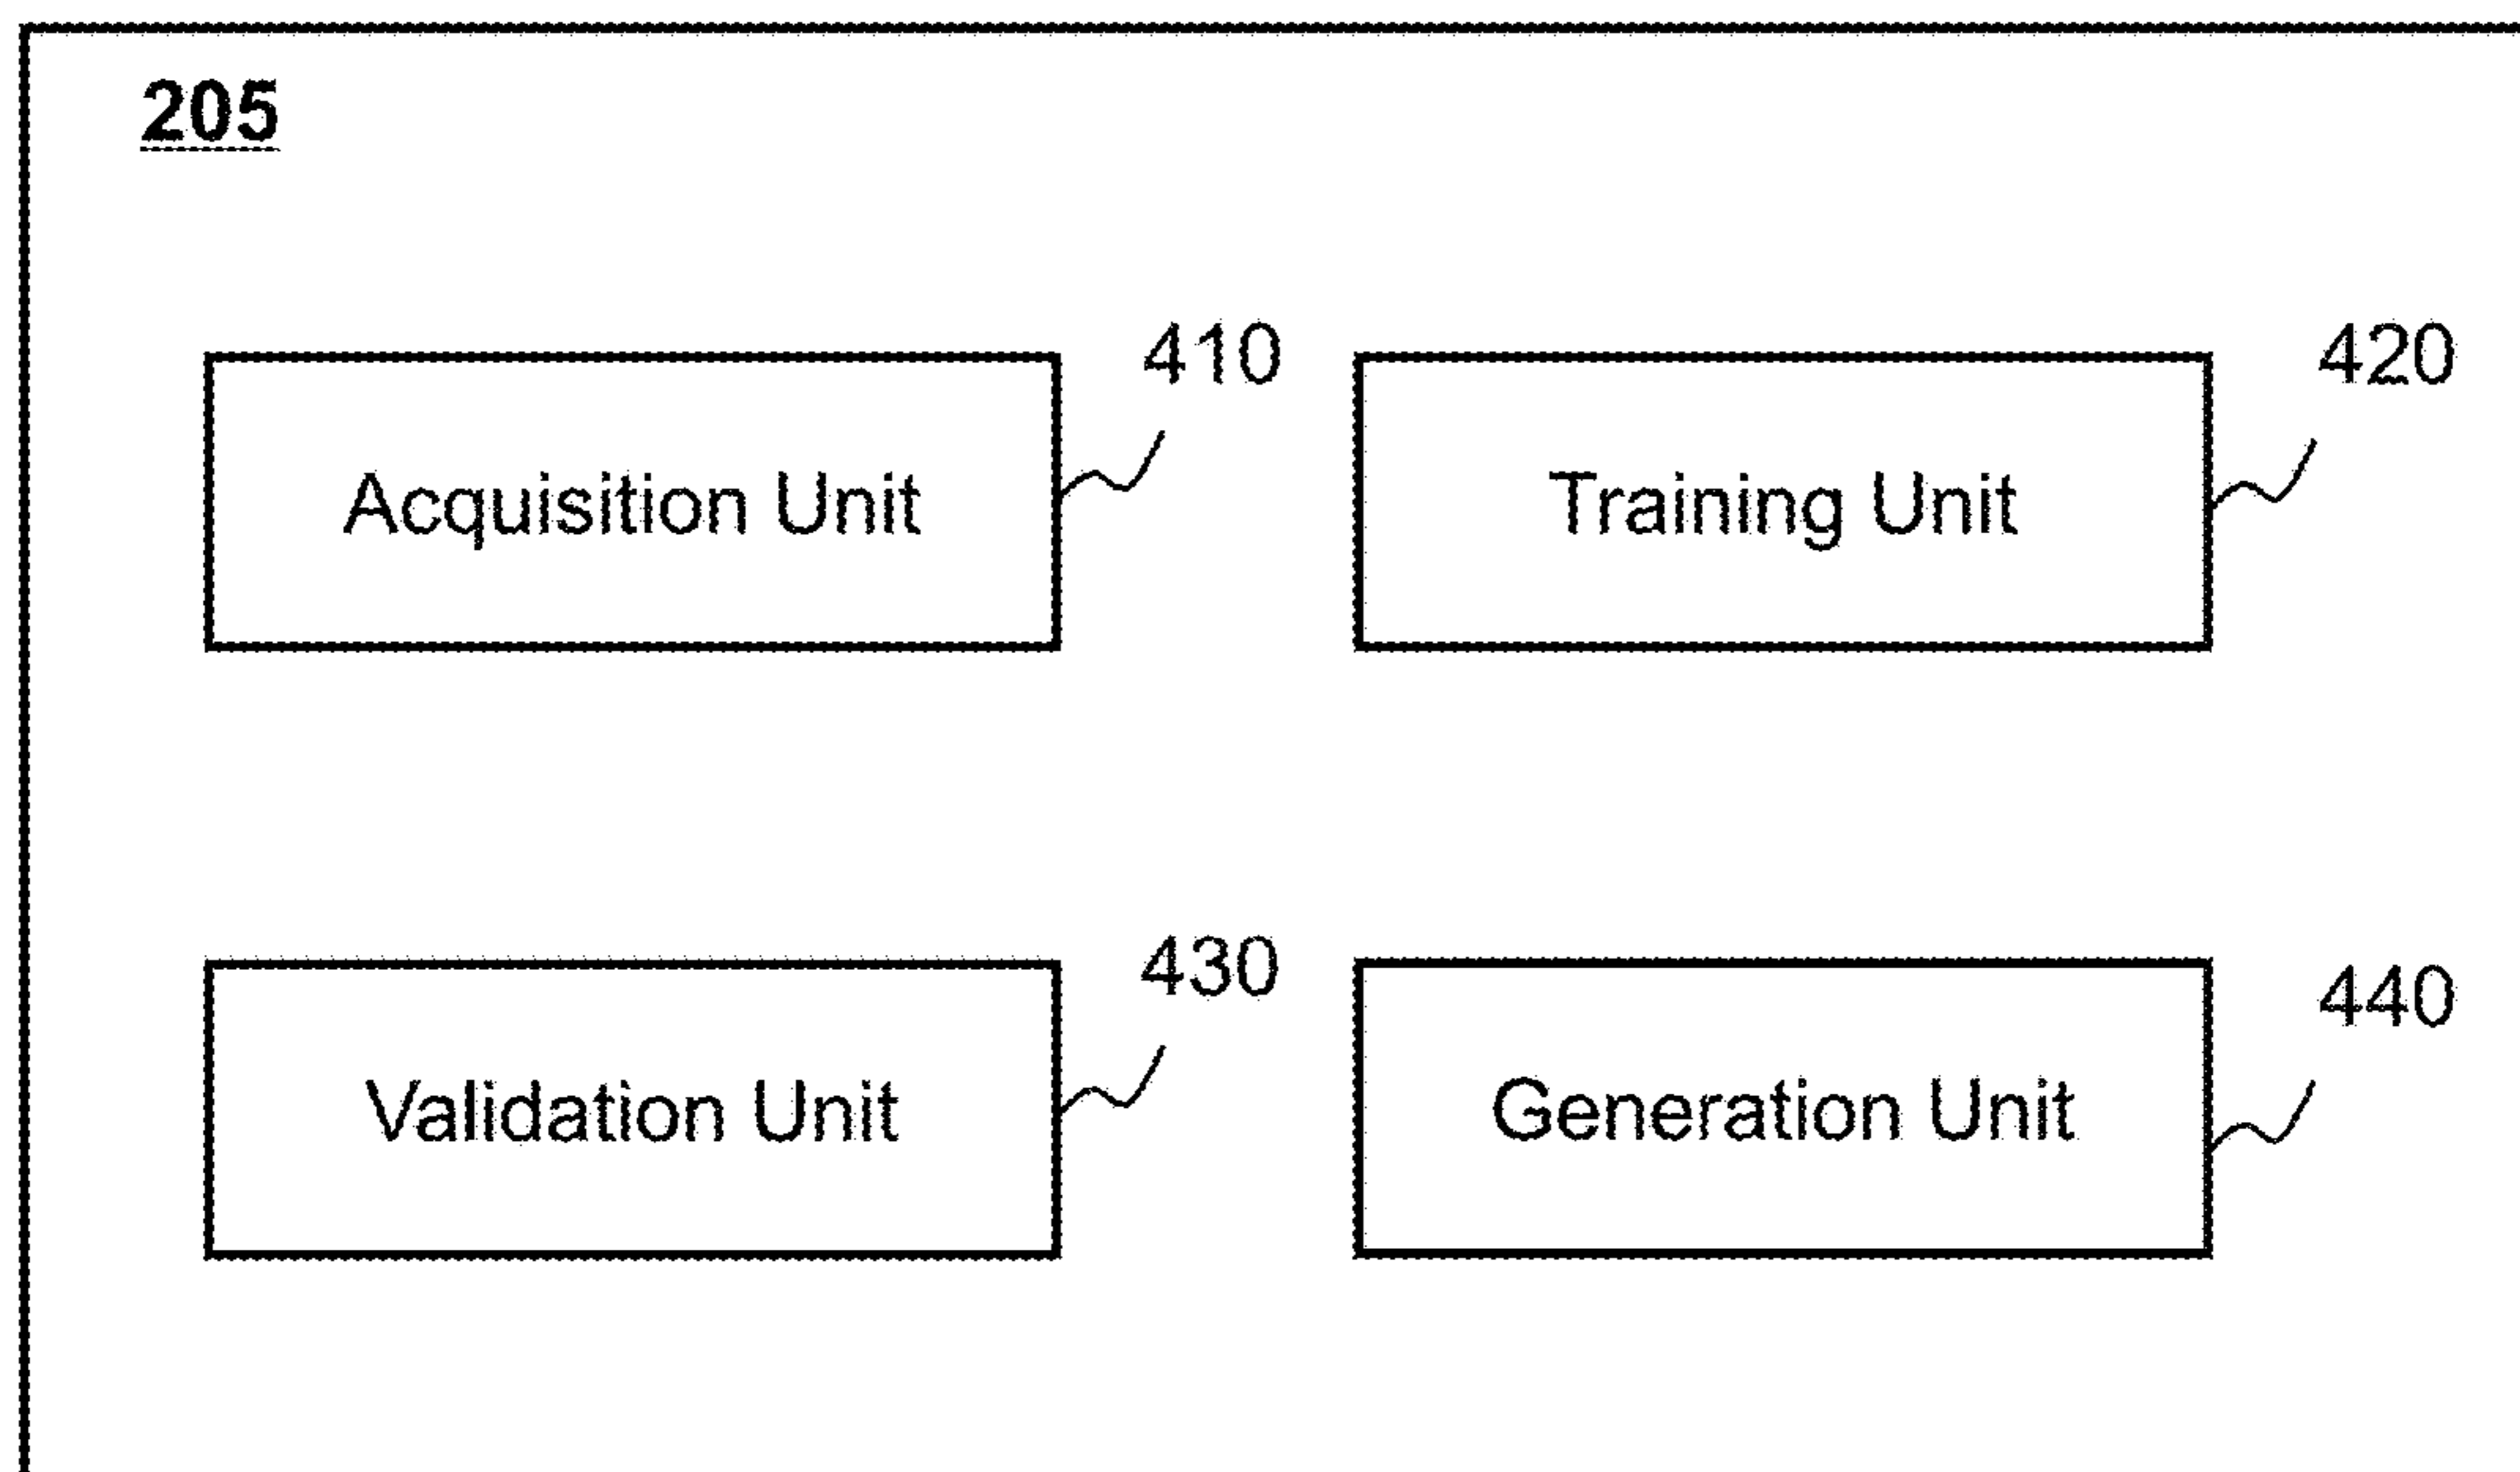 205
410
420
Acquisition Unit
Training Unit
430
440
Validation Unit
Generation Unit